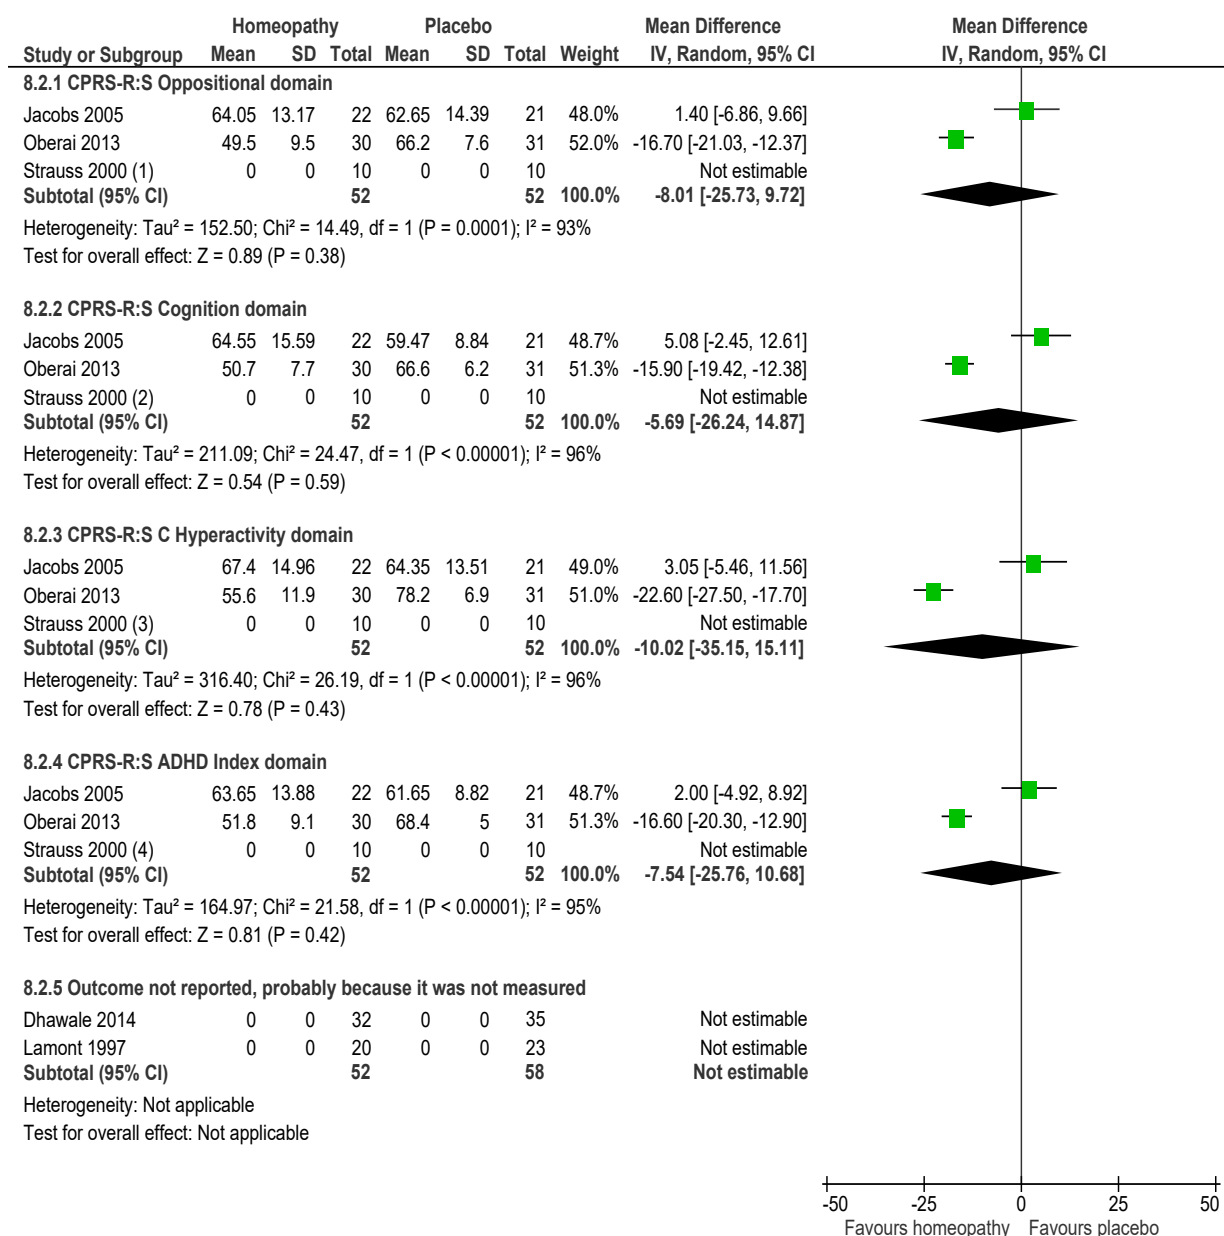 Homeopathy Placebo Mean Difference Mean Difference
Study or Subgroup Mean SD Total Mean SD Total Weight IV, Random, 95% CI IV, Random, 95% CI
8.2.1 CPRS-R:S Oppositional domain
Jacobs 2005 64.05 13.17 22 62.65 14.39 21 48.0% 1.40 [-6.86, 9.66]
Oberai 2013 49.5 9.5 30 66.2 7.6 31 52.0% -16.70 [-21.03, -12.37]
Strauss 2000 (1) 0 0 10 0 0 10 Not estimable
Subtotal (95% CI) 52 52 100.0% -8.01 [-25.73, 9.72]
Heterogeneity: Tau² = 152.50; Chi² = 14.49, df = 1 (P = 0.0001); I² = 93%
Test for overall effect: Z = 0.89 (P = 0.38)
8.2.2 CPRS-R:S Cognition domain
Jacobs 2005 64.55 15.59 22 59.47 8.84 21 48.7% 5.08 [-2.45, 12.61]
Oberai 2013 50.7 7.7 30 66.6 6.2 31 51.3% -15.90 [-19.42, -12.38]
Strauss 2000 (2) 0 0 10 0 0 10 Not estimable
Subtotal (95% CI) 52 52 100.0% -5.69 [-26.24, 14.87]
Heterogeneity: Tau² = 211.09; Chi² = 24.47, df = 1 (P < 0.00001); I² = 96%
Test for overall effect: Z = 0.54 (P = 0.59)
8.2.3 CPRS-R:S C Hyperactivity domain
Jacobs 2005 67.4 14.96 22 64.35 13.51 21 49.0% 3.05 [-5.46, 11.56]
Oberai 2013 55.6 11.9 30 78.2 6.9 31 51.0% -22.60 [-27.50, -17.70]
Strauss 2000 (3) 0 0 10 0 0 10 Not estimable
Subtotal (95% CI) 52 52 100.0% -10.02 [-35.15, 15.11]
Heterogeneity: Tau² = 316.40; Chi² = 26.19, df = 1 (P < 0.00001); I² = 96%
Test for overall effect: Z = 0.78 (P = 0.43)
8.2.4 CPRS-R:S ADHD Index domain
Jacobs 2005 63.65 13.88 22 61.65 8.82 21 48.7% 2.00 [-4.92, 8.92]
Oberai 2013 51.8 9.1 30 68.4 5 31 51.3% -16.60 [-20.30, -12.90]
Strauss 2000 (4) 0 0 10 0 0 10 Not estimable
Subtotal (95% CI) 52 52 100.0% -7.54 [-25.76, 10.68]
Heterogeneity: Tau² = 164.97; Chi² = 21.58, df = 1 (P < 0.00001); I² = 95%
Test for overall effect: Z = 0.81 (P = 0.42)
8.2.5 Outcome not reported, probably because it was not measured
Dhawale 2014 0 0 32 0 0 35 Not estimable
Lamont 1997 0 0 20 0 0 23 Not estimable
Subtotal (95% CI) 52 58 Not estimable
Heterogeneity: Not applicable
Test for overall effect: Not applicable
-50 -25 0 25 50
Favours homeopathy Favours placebo